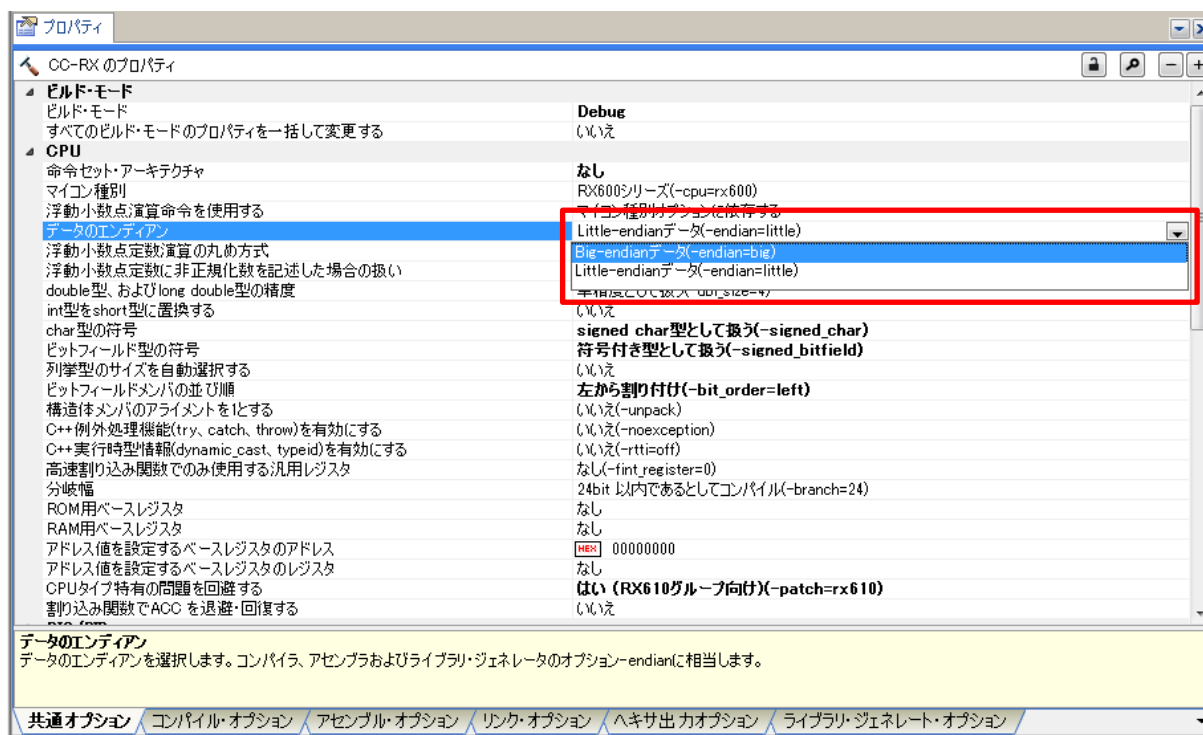 プロパティ
CC-RX のプロパティ
ビルド・モード
ビルド・モード Debug
すべてのビルド・モードのプロパティを一括して変更する いいえ
CPU
命令セット・アーキテクチャ なし
マイコン種別 RX600シリーズ(-cpu=rx600)
浮動小数点演算命令を使用する マイコン種別オプションに依存する
データのエンディアン Little-endianデータ(-endian=little)
浮動小数点定数演算の丸め方式 Big-endianデータ(-endian=big)
浮動小数点定数に非正規化数を記述した場合の扱い Little-endianデータ(-endian=little)
double型、およびlong double型の精度 単精度として扱う(-dbl_size=4)
int型をshort型に置換する いいえ
char型の符号 signed char型として扱う(-signed_char)
ビットフィールド型の符号 符号付き型として扱う(-signed_bitfield)
列挙型のサイズを自動選択する いいえ
ビットフィールドメンバの並び順 左から割り付け(-bit_order=left)
構造体メンバのアライメントを1とする いいえ(-unpack)
C++例外処理機能(try、catch、throw)を有効にする いいえ(-noexception)
C++実行時型情報(dynamic_cast、typeid)を有効にする いいえ(-rtti=off)
高速割り込み関数でのみ使用する汎用レジスタ なし(-fint_register=0)
分岐幅 24bit 以内であるとしてコンパイル(-branch=24)
ROM用ベースレジスタ なし
RAM用ベースレジスタ なし
アドレス値を設定するベースレジスタのアドレス HEX 00000000
アドレス値を設定するベースレジスタのレジスタ なし
CPUタイプ特有の問題を回避する はい（RX610グループ向け）(-patch=rx610)
割り込み関数でACC を退避・回復する いいえ
データのエンディアン
データのエンディアンを選択します。コンパイラ、アセンブラおよびライブラリ・ジェネレータのオプション-endianに相当します。
共通オプション コンパイル・オプション アセンブル・オプション リンク・オプション ヘキサ出力オプション ライブラリ・ジェネレート・オプション